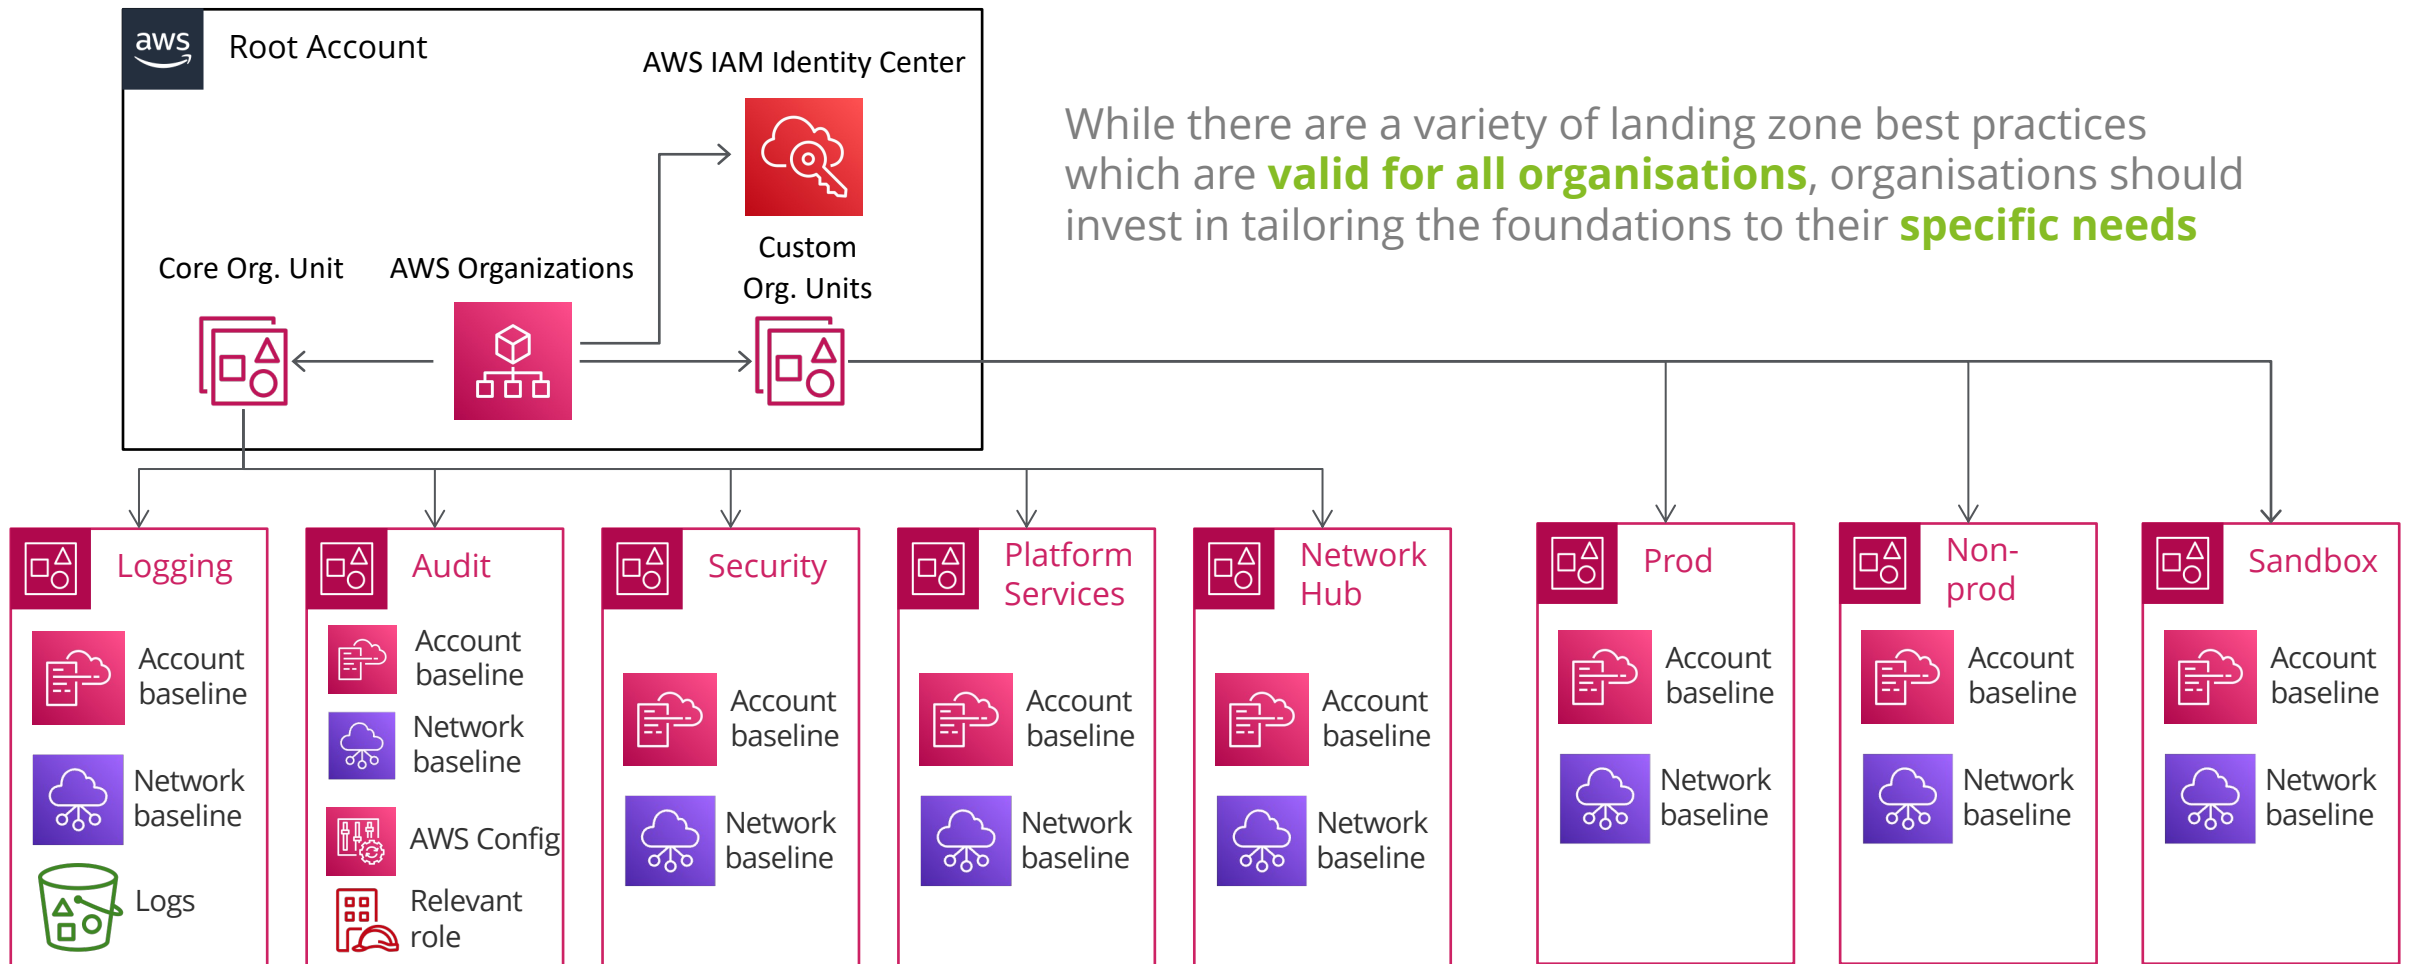 aws
Root Account
AWS IAM Identity Center
While there are a variety of landing zone best practices
which are valid for all organisations, organisations should
invest in tailoring the foundations to their specific needs
Core Org. Unit
AWS Organizations
Custom
Org. Units
Logging
Account
baseline
Network
baseline
Logs
Audit
Account
baseline
Network
baseline
AWS Config
Relevant
role
Security
Account
baseline
Network
baseline
Platform
Services
Account
baseline
Network
baseline
Network
Hub
Account
baseline
Network
baseline
Prod
Account
baseline
Network
baseline
Non-
prod
Account
baseline
Network
baseline
Sandbox
Account
baseline
Network
baseline